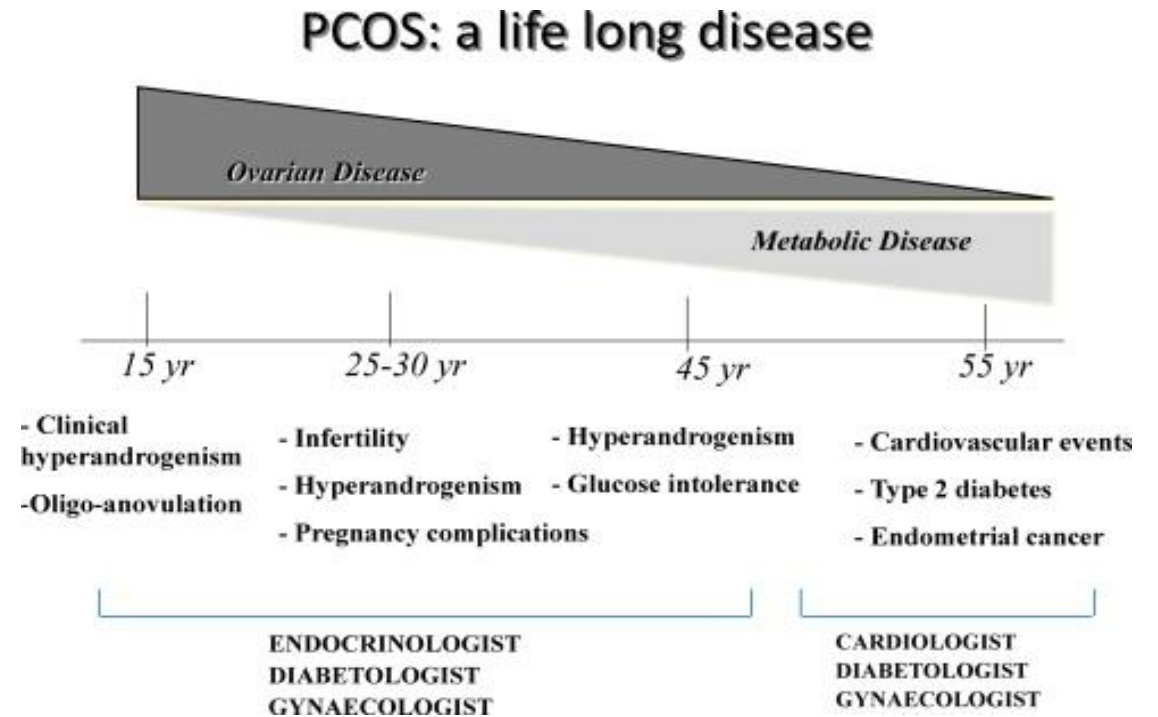 PCOS: a life long disease
Ovarian Disease
Metabolic Disease
15 yr
25-30 yr
45 yr
55 yr
- Clinical
hyperandrogenism
-Oligo-anovulation
- Infertility
- Hyperandrogenism
- Pregnancy complications
- Hyperandrogenism
- Glucose intolerance
- Cardiovascular events
- Type 2 diabetes
- Endometrial cancer
ENDOCRINOLOGIST
DIABETOLOGIST
GYNAECOLOGIST
CARDIOLOGIST
DIABETOLOGIST
GYNAECOLOGIST